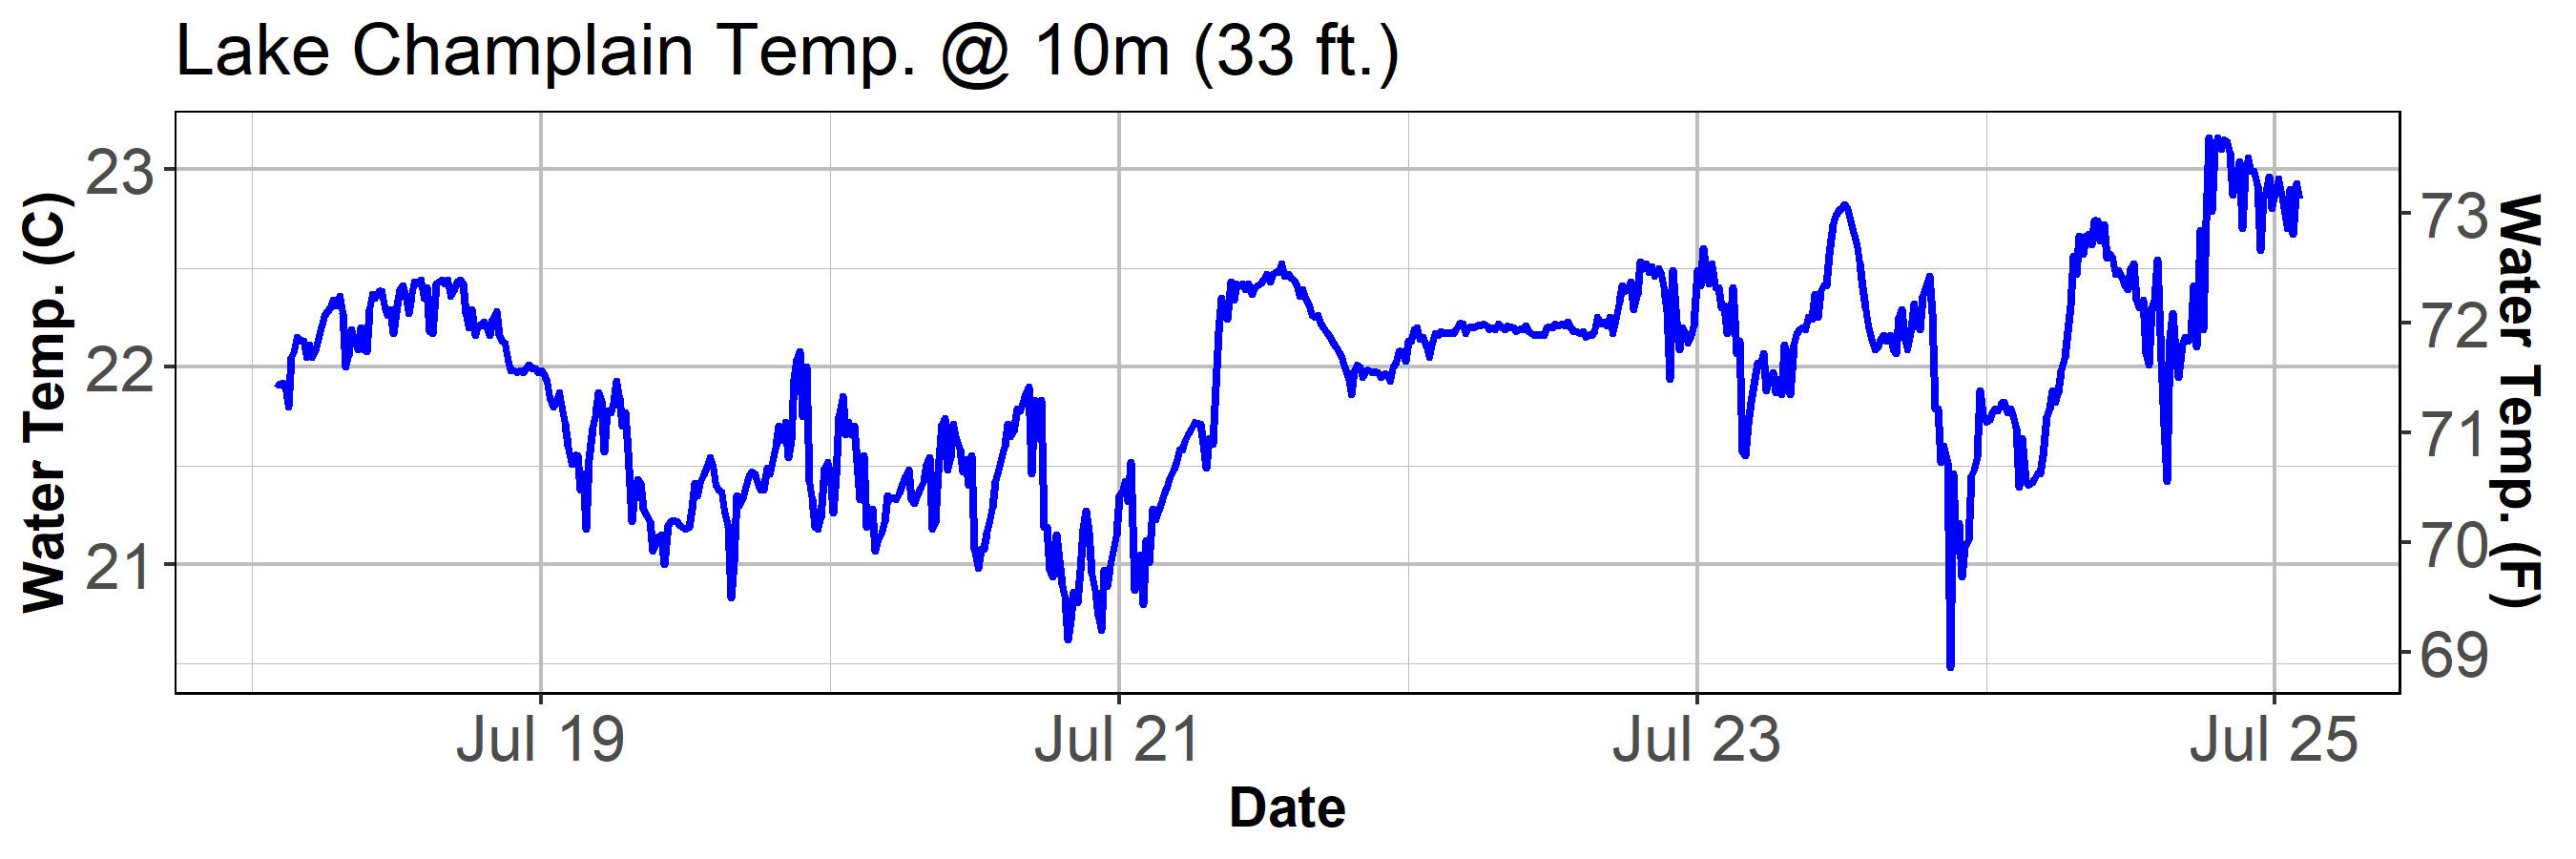 Lake Champlain Temp. @ 10m (33 ft.)
Water Temp. (C)
23
22
21
73
72
71
70
69
Water Temp. (F)
Jul 19 Jul 21 Jul 23 Jul 25
Date